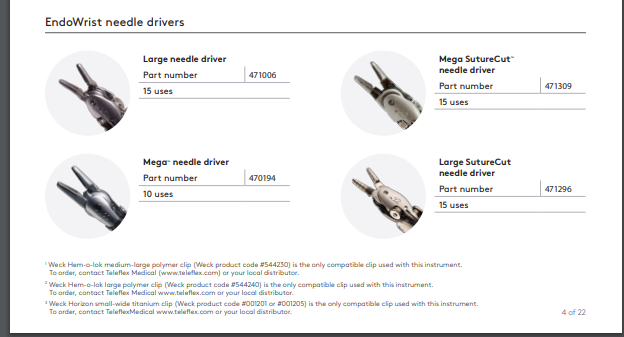 EndoWrist needle drivers
Large needle driver
Part number 471006
15 uses
Mega SutureCut™
needle driver
Part number 471309
15 uses
Mega™ needle driver
Part number 470194
10 uses
Large SutureCut
needle driver
Part number 471296
15 uses
¹ Weck Hem-o-lok medium-large polymer clip (Weck product code #544230) is the only compatible clip used with this instrument.
To order, contact Teleflex Medical (www.teleflex.com) or your local distributor.
² Weck Hem-o-lok large polymer clip (Weck product code #544240) is the only compatible clip used with this instrument.
To order, contact Teleflex Medical www.teleflex.com or your local distributor.
³ Weck Horizon small-wide titanium clip (Weck product code #001201 or #001205) is the only compatible clip used with this instrument.
To order, contact TeleflexMedical www.teleflex.com or your local distributor.
4 of 22